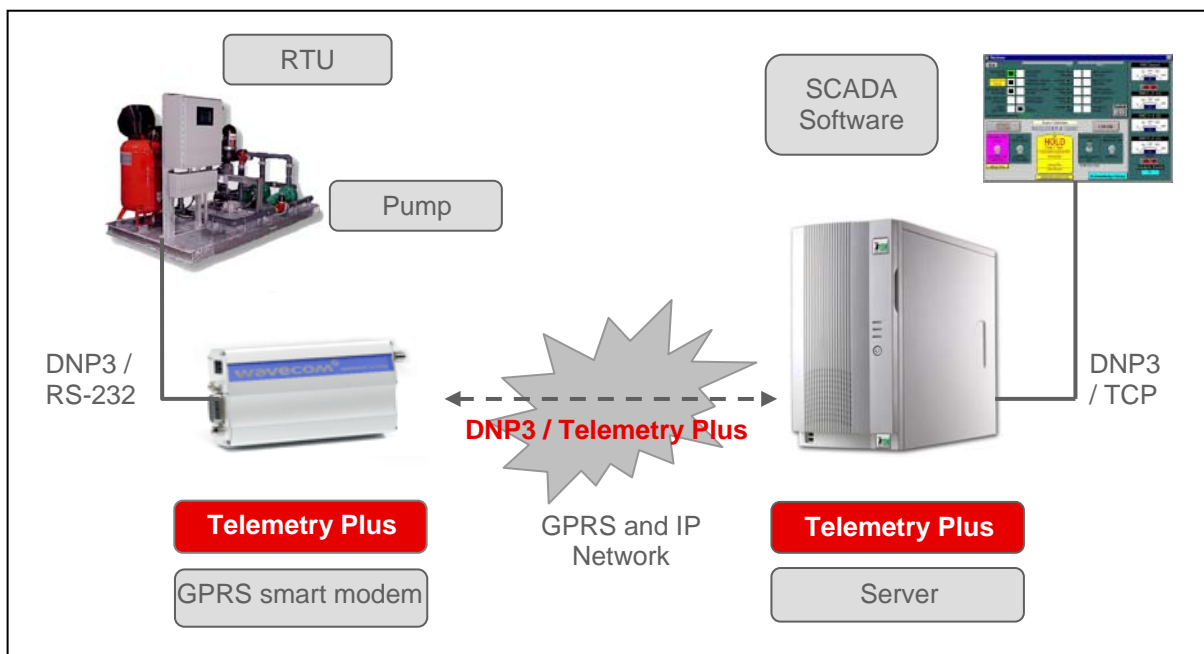 RTU
SCADA
Software
HOLD
Pump
DNP3 /
RS-232
wavecom
DNP3
/ TCP
DNP3 / Telemetry Plus
Telemetry Plus
GPRS and IP
Network
Telemetry Plus
GPRS smart modem
Server